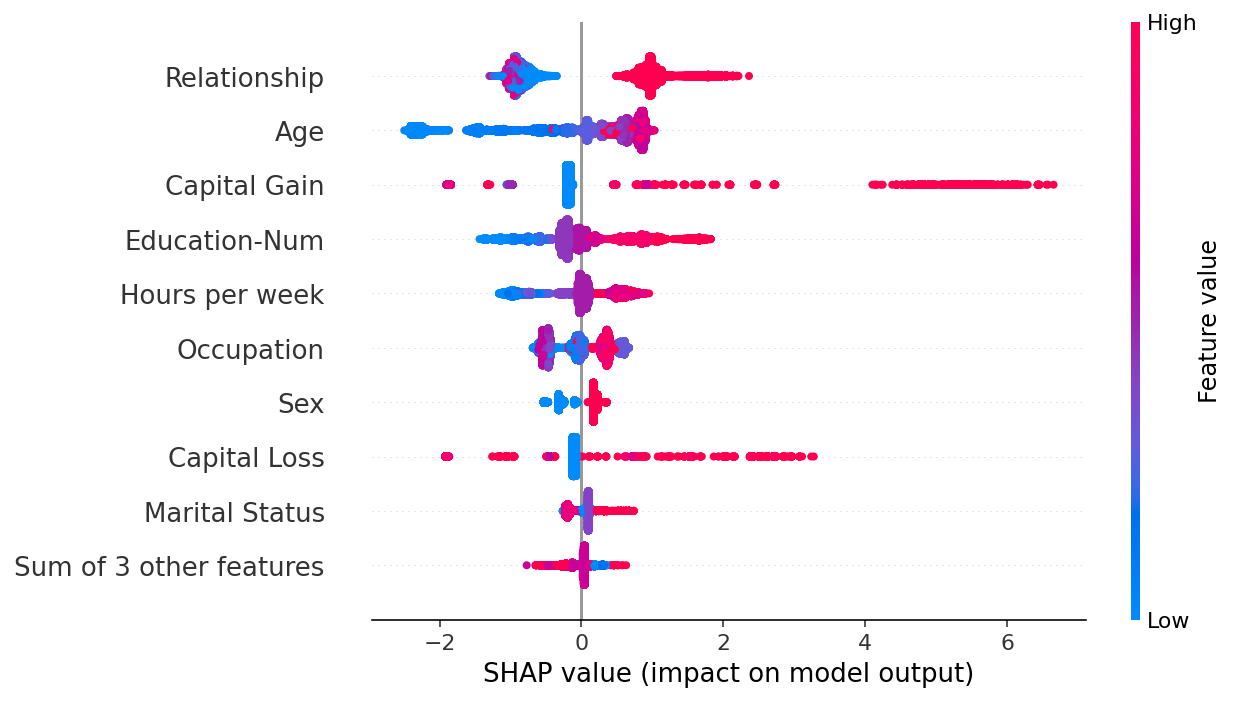 High
Relationship
Age
Capital Gain
Education-Num
Hours per week
Occupation
Sex
Capital Loss
Marital Status
Sum of 3 other features
Feature value
Low
−2 0 2 4 6
SHAP value (impact on model output)